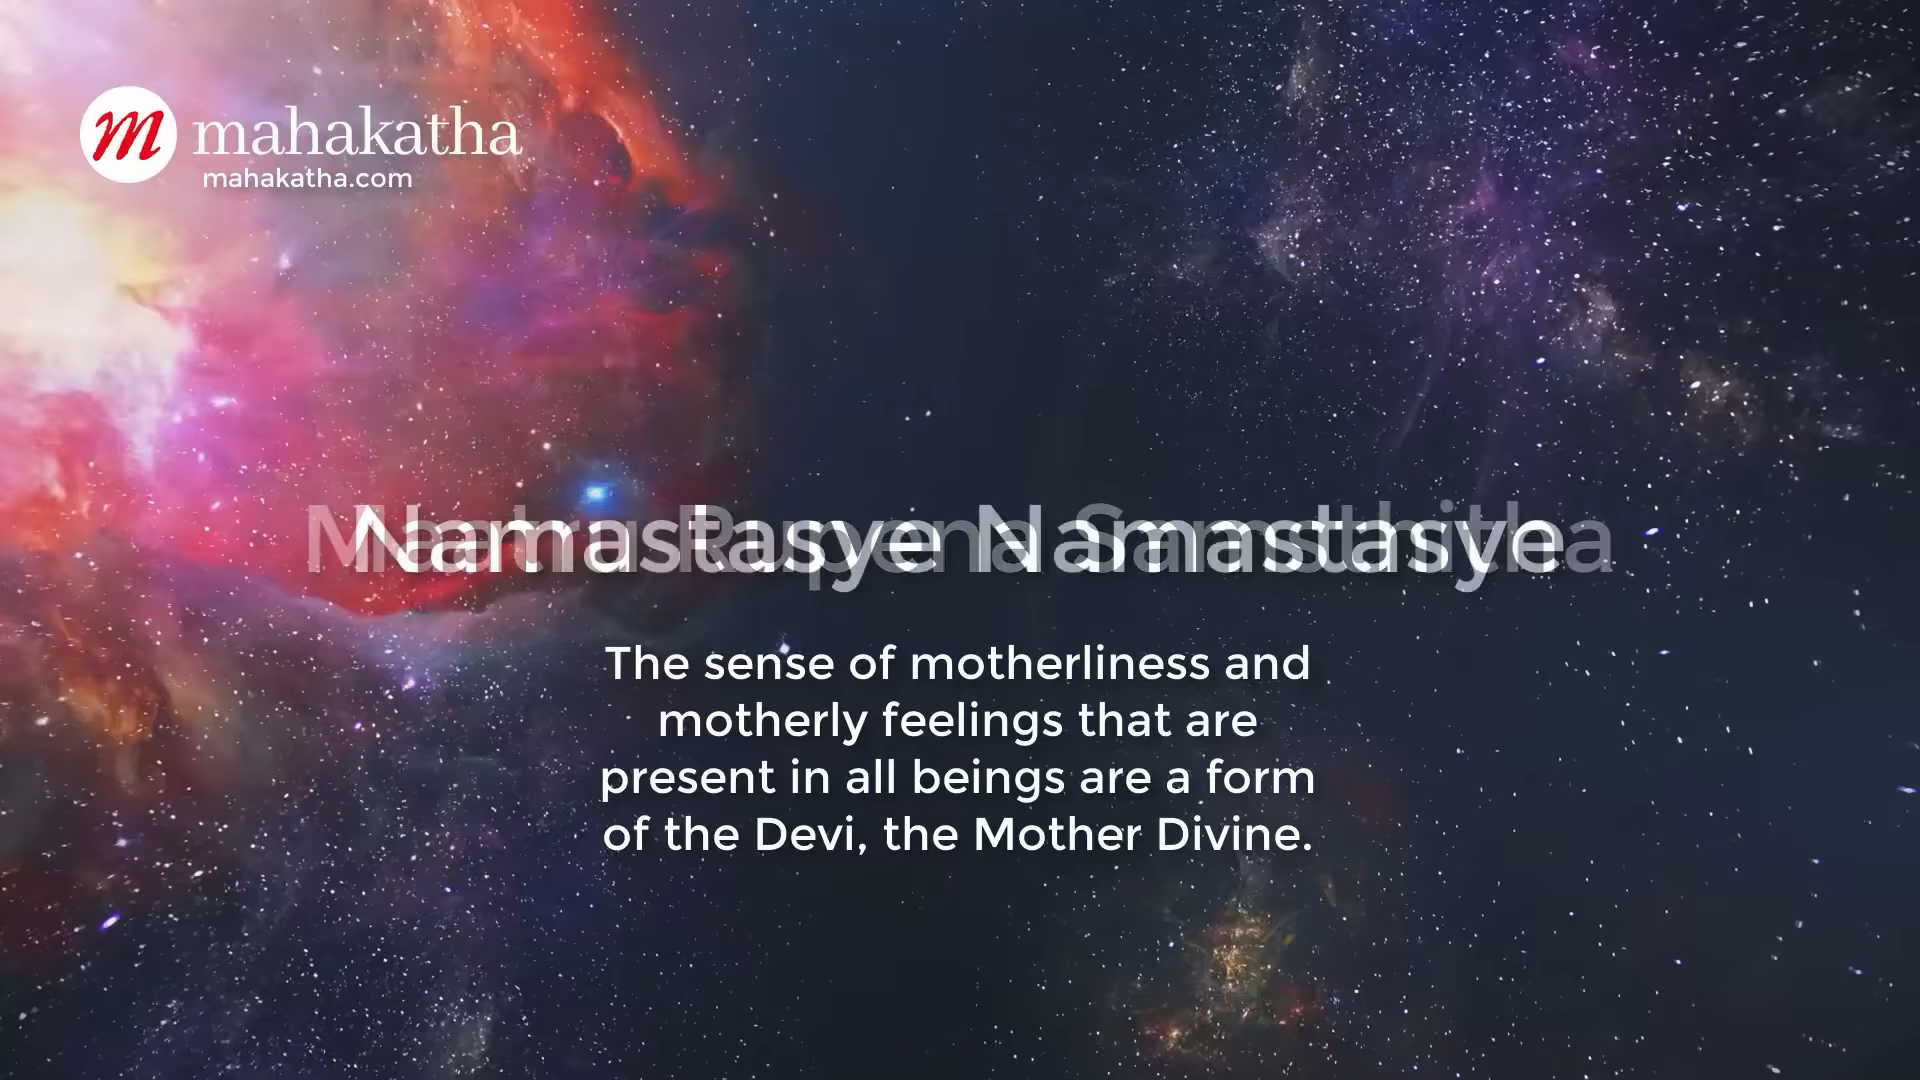 mahakatha
mahakatha.com
Namastasye Namastasye
The sense of motherliness and
motherly feelings that are
present in all beings are a form
of the Devi, the Mother Divine.